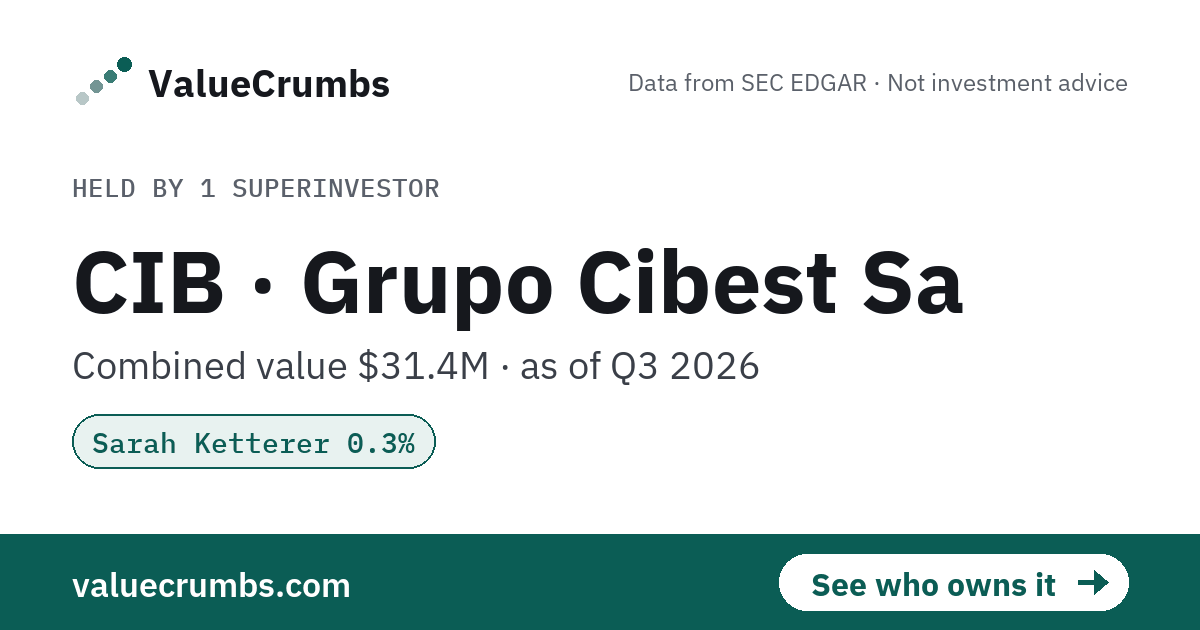 ValueCrumbs
Data from SEC EDGAR · Not investment advice
HELD BY 1 SUPERINVESTOR
CIB · Grupo Cibest Sa
Combined value $31.4M · as of Q3 2026
Sarah Ketterer 0.3%
valuecrumbs.com
See who owns it →